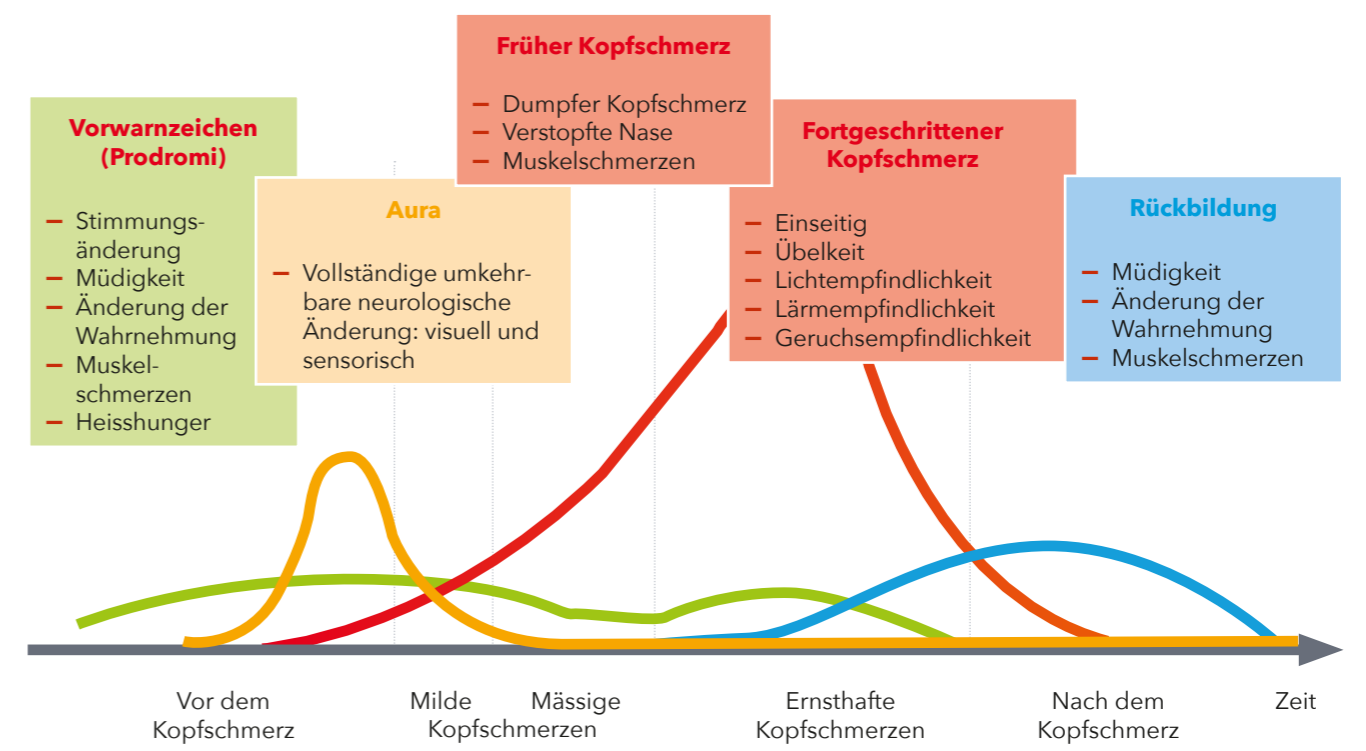 Vorwarnzeichen
(Prodromi)
– Stimmungs-
änderung
– Müdigkeit
– Änderung der
Wahrnehmung
– Muskel-
schmerzen
– Heisshunger
Aura
– Vollständige umkehr-
bare neurologische
Änderung: visuell und
sensorisch
Früher Kopfschmerz
– Dumpfer Kopfschmerz
– Verstopfte Nase
– Muskelschmerzen
Fortgeschrittener
Kopfschmerz
– Einseitig
– Übelkeit
– Lichtempfindlichkeit
– Lärmempfindlichkeit
– Geruchsempfindlichkeit
Rückbildung
– Müdigkeit
– Änderung der
Wahrnehmung
– Muskelschmerzen
Vor dem
Kopfschmerz
Milde Mässige
Kopfschmerzen
Ernsthafte
Kopfschmerzen
Nach dem
Kopfschmerz
Zeit